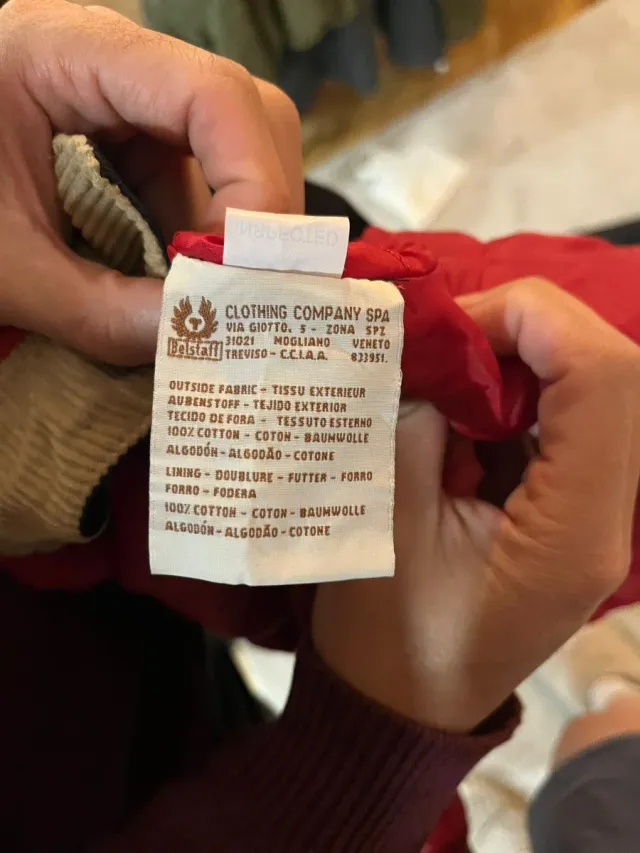 INSPECTED
Belstaff
CLOTHING COMPANY SPA
VIA GIOTTO, 5 - ZONA SPZ
31021 MOGLIANO VENETO
TREVISO - C.C.I.A.A. 833951.
OUTSIDE FABRIC - TISSU EXTERIEUR
AUBENSTOFF - TEJIDO EXTERIOR
TECIDO DE FORA - TESSUTO ESTERNO
100% COTTON - COTON - BAUMWOLLE
ALGODÓN - ALGODÃO - COTONE
LINING - DOUBLURE - FUTTER - FORRO
FORRO - FODERA
100% COTTON - COTON - BAUMWOLLE
ALGODÓN - ALGODÃO - COTONE